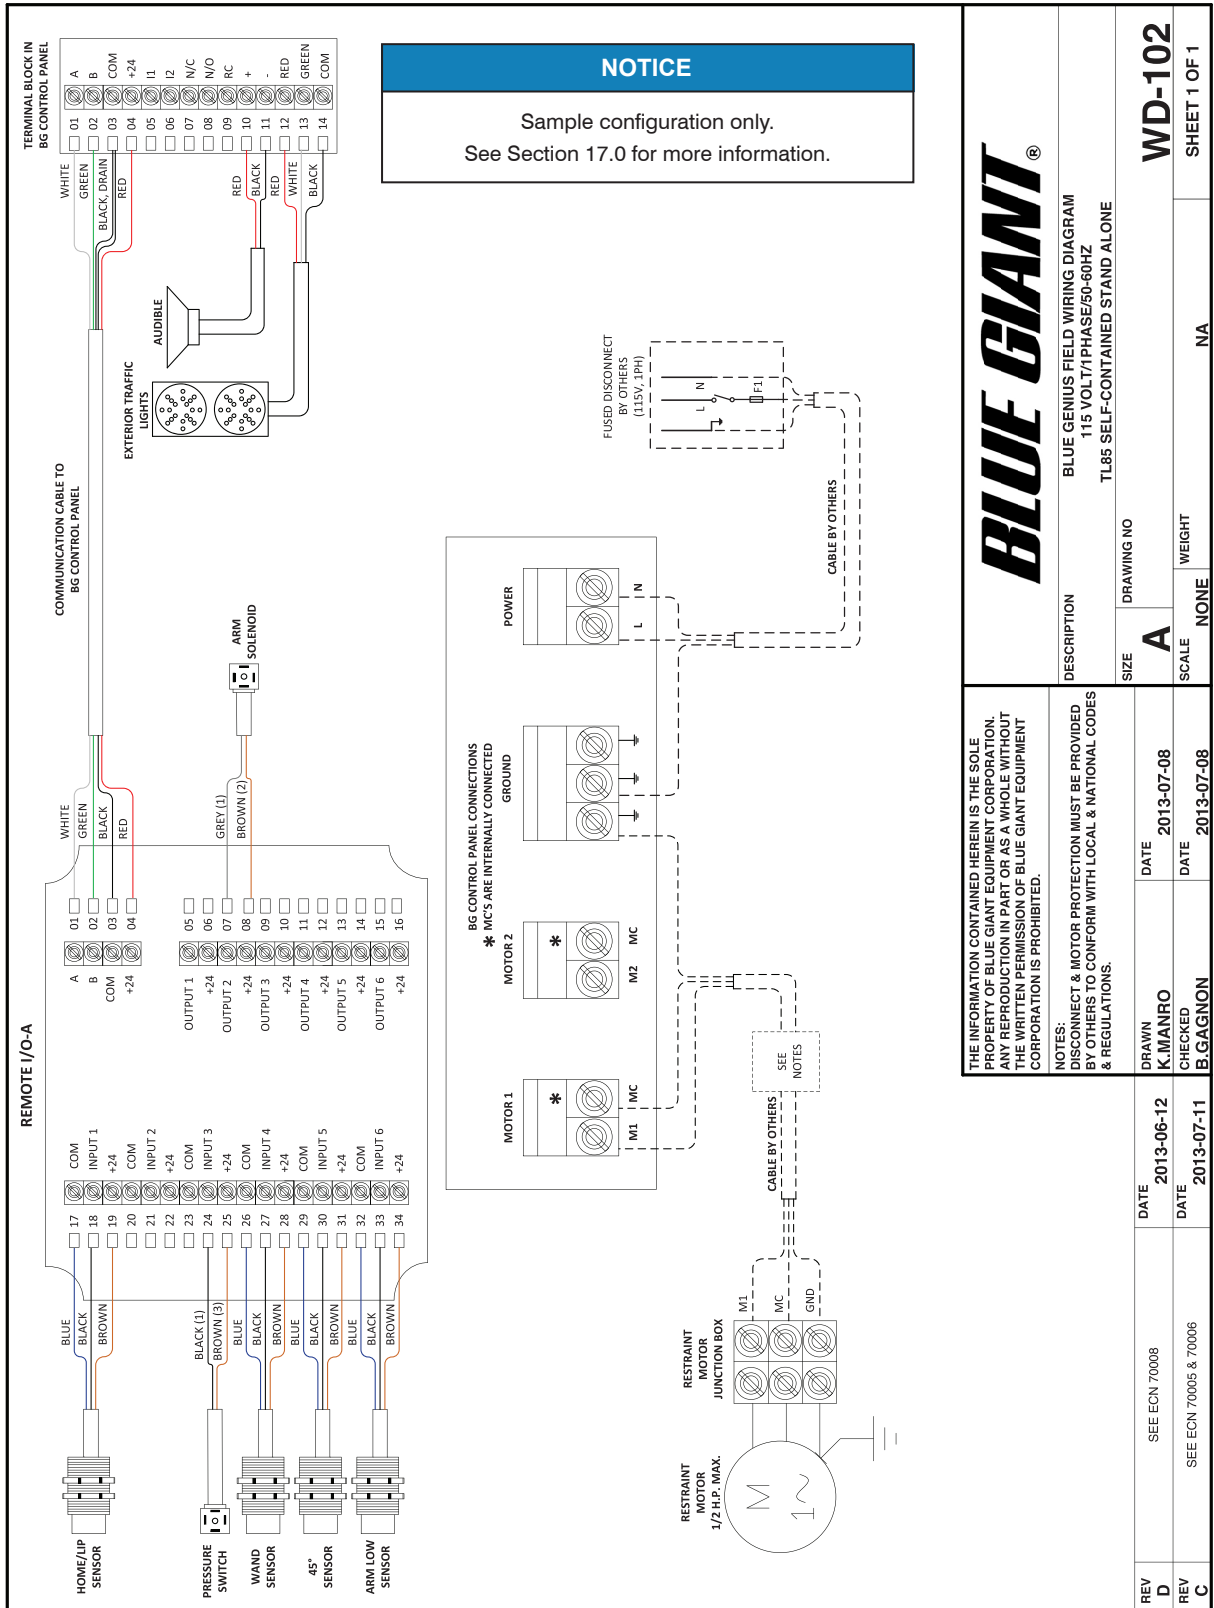 NOTICE
Sample configuration only.
See Section 17.0 for more information.
TERMINAL BLOCK IN
BG CONTROL PANEL
A
B
COM
+24
I1
I2
N/C
N/O
RC
+
-
RED
GREEN
COM
01
02
03
04
05
06
07
08
09
10
11
12
13
14
WHITE
GREEN
BLACK, DRAIN
RED
RED
BLACK
RED
WHITE
BLACK
AUDIBLE
EXTERIOR TRAFFIC
LIGHTS
COMMUNICATION CABLE TO
BG CONTROL PANEL
ARM
SOLENOID
WHITE
GREEN
BLACK
RED
GREY (1)
BROWN (2)
REMOTE I/O-A
01
02
03
04
A
B
COM
+24
05
06
07
08
09
10
11
12
13
14
15
16
OUTPUT 1
+24
OUTPUT 2
+24
OUTPUT 3
+24
OUTPUT 4
+24
OUTPUT 5
+24
OUTPUT 6
+24
COM
INPUT 1
+24
COM
INPUT 2
+24
COM
INPUT 3
+24
COM
INPUT 4
+24
COM
INPUT 5
+24
COM
INPUT 6
+24
17
18
19
20
21
22
23
24
25
26
27
28
29
30
31
32
33
34
BLUE
BLACK
BROWN
BLACK (1)
BROWN (3)
BLUE
BLACK
BROWN
BLUE
BLACK
BROWN
BLUE
BLACK
BROWN
HOME/LIP
SENSOR
PRESSURE
SWITCH
WAND
SENSOR
45°
SENSOR
ARM LOW
SENSOR
FUSED DISCONNECT
BY OTHERS
(115V, 1PH)
L
N
F1
CABLE BY OTHERS
BG CONTROL PANEL CONNECTIONS
* MC'S ARE INTERNALLY CONNECTED
POWER
L
N
GROUND
MOTOR 2
*
M2
MC
MOTOR 1
*
M1
MC
SEE
NOTES
CABLE BY OTHERS
M1
MC
GND
RESTRAINT
MOTOR
JUNCTION BOX
RESTRAINT
MOTOR
1/2 H.P. MAX.
M
1~
BLUE GIANT®
DESCRIPTION
BLUE GENIUS FIELD WIRING DIAGRAM
115 VOLT/1PHASE/50-60HZ
TL85 SELF-CONTAINED STAND ALONE
SIZE
A
DRAWING NO
WD-102
SCALE
NONE
WEIGHT
NA
SHEET 1 OF 1
THE INFORMATION CONTAINED HEREIN IS THE SOLE
PROPERTY OF BLUE GIANT EQUIPMENT CORPORATION.
ANY REPRODUCTION IN PART OR AS A WHOLE WITHOUT
THE WRITTEN PERMISSION OF BLUE GIANT EQUIPMENT
CORPORATION IS PROHIBITED.
NOTES:
DISCONNECT & MOTOR PROTECTION MUST BE PROVIDED
BY OTHERS TO CONFORM WITH LOCAL & NATIONAL CODES
& REGULATIONS.
DRAWN
K.MANRO
DATE
2013-07-08
CHECKED
B.GAGNON
DATE
2013-07-08
REV
D
SEE ECN 70008
DATE
2013-06-12
REV
C
SEE ECN 70005 & 70006
DATE
2013-07-11